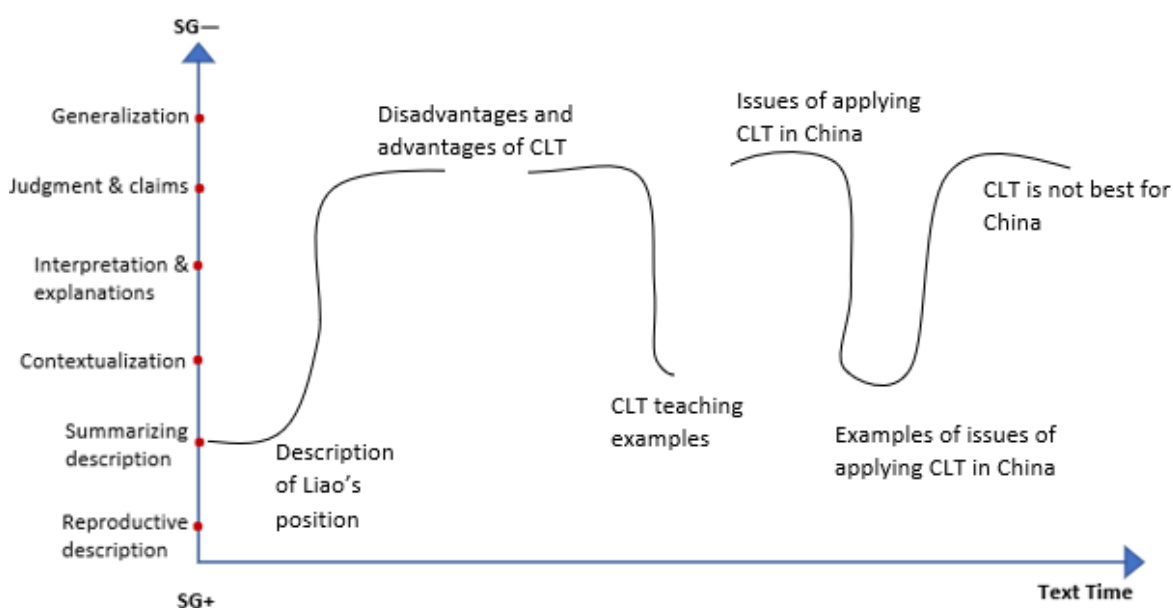 SG—
Generalization
Judgment & claims
Interpretation &
explanations
Contextualization
Summarizing
description
Reproductive
description
SG+
Disadvantages and
advantages of CLT
Issues of applying
CLT in China
CLT is not best for
China
Description
of Liao’s
position
CLT teaching
examples
Examples of issues of
applying CLT in China
Text Time